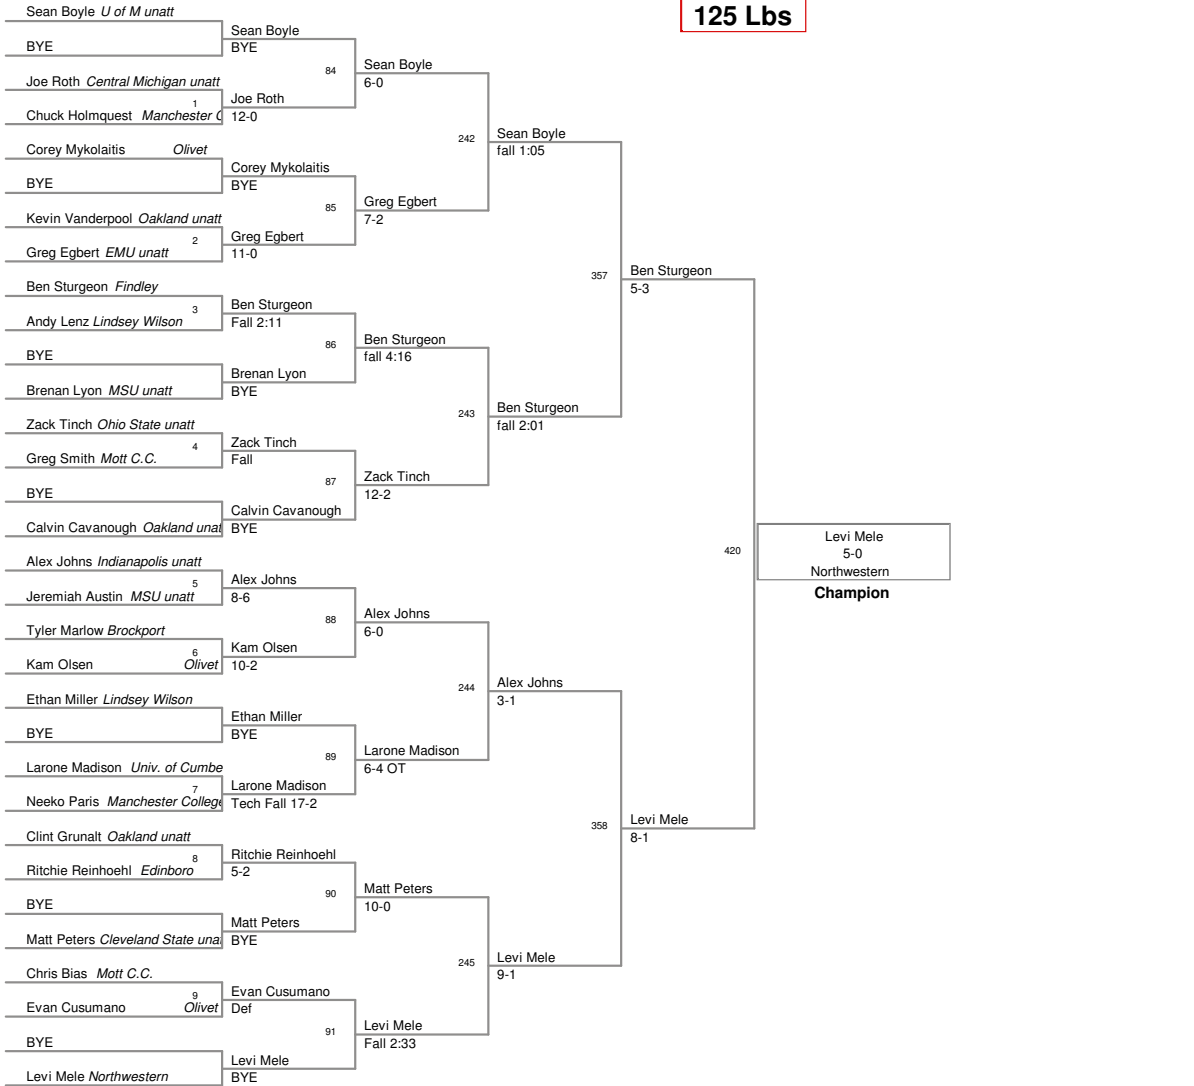 125 Lbs
Sean Boyle U of M unatt
BYE
Joe Roth Central Michigan unatt
1
Chuck Holmquest Manchester C
Corey Mykolaitis Olivet
BYE
Kevin Vanderpool Oakland unatt
2
Greg Egbert EMU unatt
Ben Sturgeon Findley
3
Andy Lenz Lindsey Wilson
BYE
Brenan Lyon MSU unatt
Zack Tinch Ohio State unatt
4
Greg Smith Mott C.C.
BYE
Calvin Cavanough Oakland unat
Alex Johns Indianapolis unatt
5
Jeremiah Austin MSU unatt
Tyler Marlow Brockport
6
Kam Olsen Olivet
Ethan Miller Lindsey Wilson
BYE
Larone Madison Univ. of Cumbe
7
Neeko Paris Manchester College
Clint Grunalt Oakland unatt
8
Ritchie Reinhoehl Edinboro
BYE
Matt Peters Cleveland State unat
Chris Bias Mott C.C.
9
Evan Cusumano Olivet
BYE
Levi Mele Northwestern
Sean Boyle
BYE
84
Joe Roth
12-0
Corey Mykolaitis
BYE
85
Greg Egbert
11-0
Ben Sturgeon
Fall 2:11
86
Brenan Lyon
BYE
Zack Tinch
Fall
87
Calvin Cavanough
BYE
Alex Johns
8-6
88
Kam Olsen
10-2
Ethan Miller
BYE
89
Larone Madison
Tech Fall 17-2
Ritchie Reinhoehl
5-2
90
Matt Peters
BYE
Evan Cusumano
Def
91
Levi Mele
BYE
Sean Boyle
6-0
242
Greg Egbert
7-2
Ben Sturgeon
fall 4:16
243
Zack Tinch
12-2
Alex Johns
6-0
244
Larone Madison
6-4 OT
Matt Peters
10-0
245
Levi Mele
Fall 2:33
Sean Boyle
fall 1:05
357
Ben Sturgeon
fall 2:01
Alex Johns
3-1
358
Levi Mele
9-1
Ben Sturgeon
5-3
420
Levi Mele
8-1
Levi Mele
5-0
Northwestern
Champion